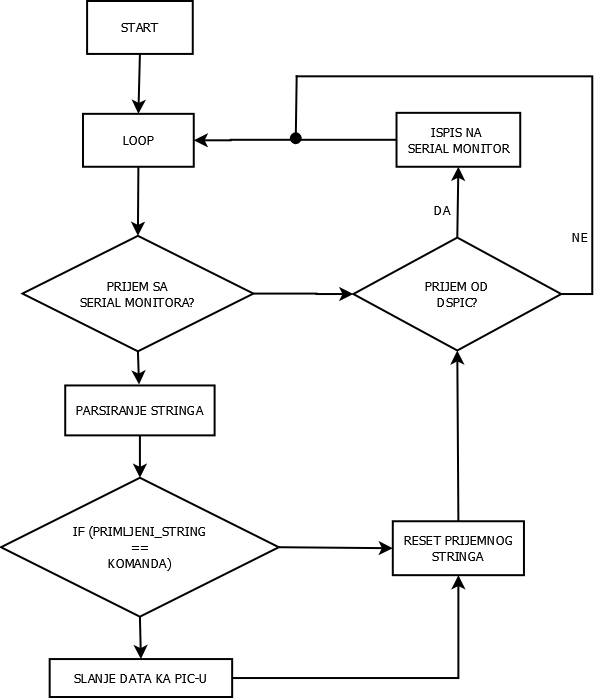 START
LOOP
ISPIS NA
SERIAL MONITOR
DA
NE
PRIJEM SA
SERIAL MONITORA?
PRIJEM OD
DSPIC?
PARSIRANJE STRINGA
IF (PRIMLJENI_STRING
==
KOMANDA)
RESET PRIJEMNOG
STRINGA
SLANJE DATA KA PIC-U